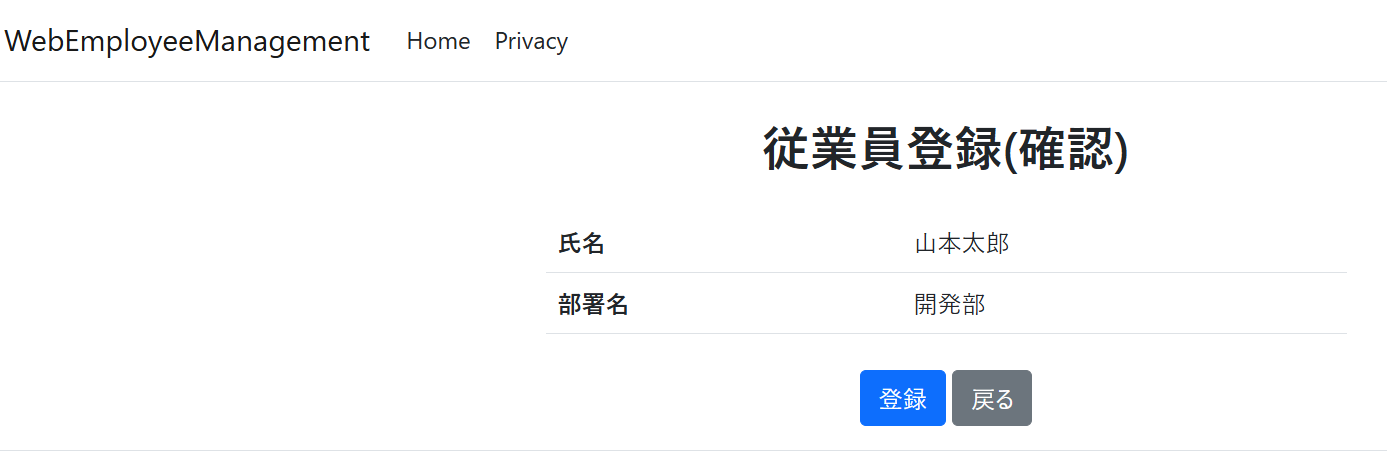 WebEmployeeManagement Home Privacy
従業員登録(確認)
氏名 山本太郎
部署名 開発部
登録 戻る